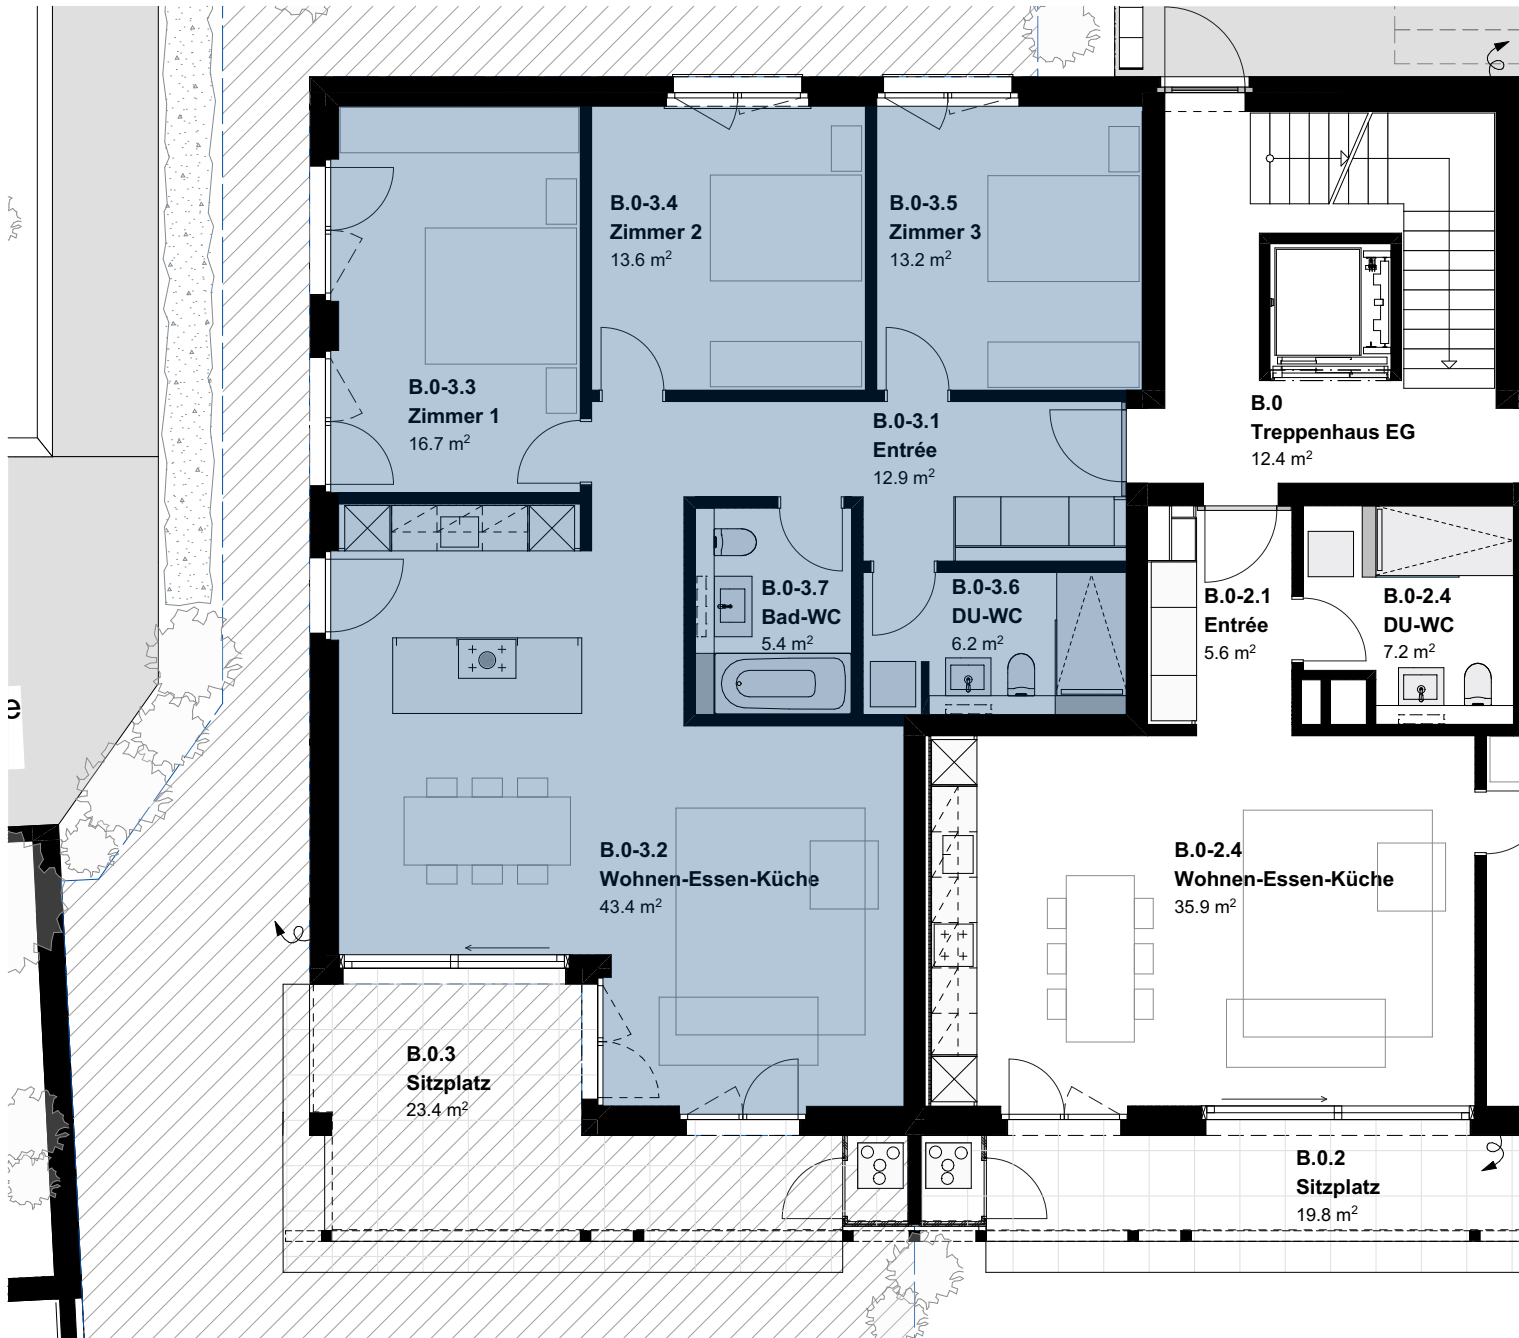 B.0-3.4
Zimmer 2
13.6 m²
B.0-3.5
Zimmer 3
13.2 m²
B.0-3.3
Zimmer 1
16.7 m²
B.0-3.1
Entrée
12.9 m²
B.0
Treppenhaus EG
12.4 m²
B.0-3.7
Bad-WC
5.4 m²
B.0-3.6
DU-WC
6.2 m²
B.0-2.1
Entrée
5.6 m²
B.0-2.4
DU-WC
7.2 m²
e
B.0-3.2
Wohnen-Essen-Küche
43.4 m²
B.0-2.4
Wohnen-Essen-Küche
35.9 m²
B.0.3
Sitzplatz
23.4 m²
B.0.2
Sitzplatz
19.8 m²